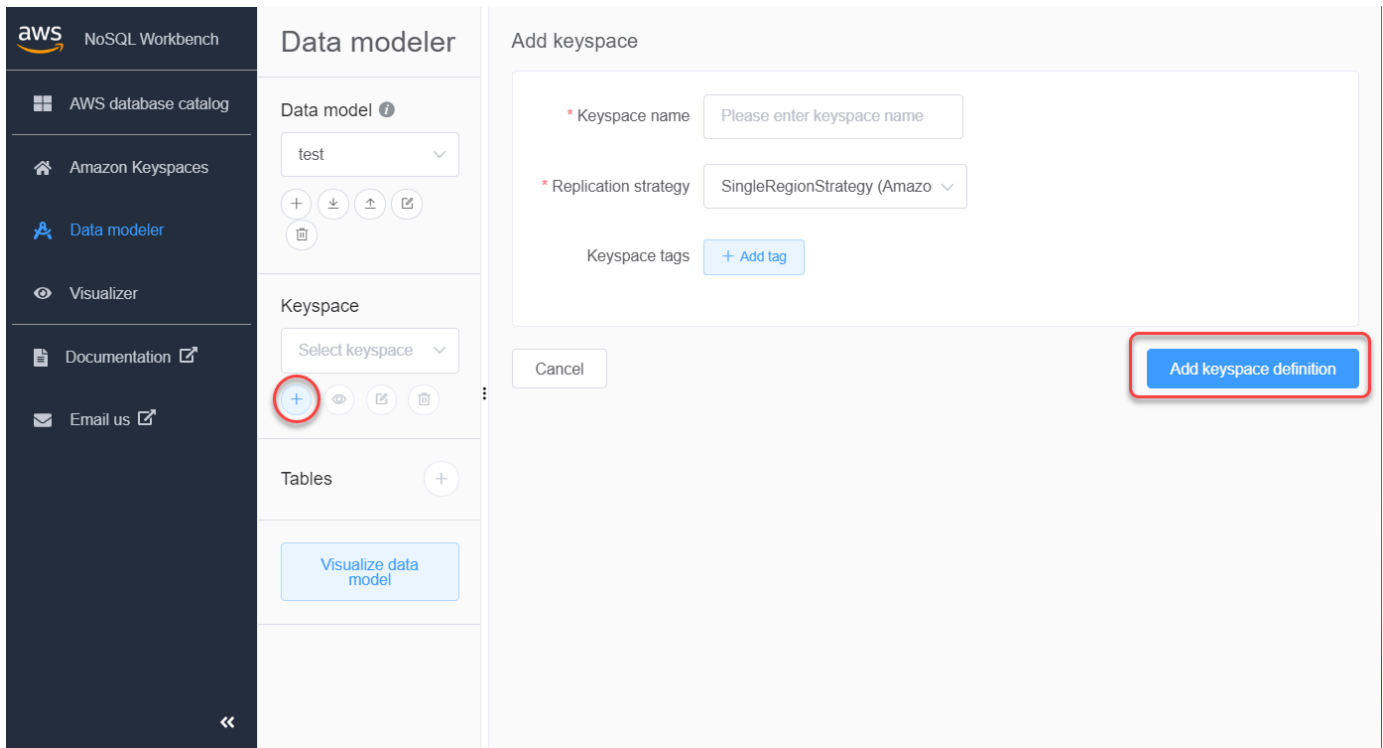 aws
NoSQL Workbench
AWS database catalog
Amazon Keyspaces
Data modeler
Visualizer
Documentation
Email us
Data modeler
Data model
test
Keyspace
Select keyspace
Tables
Visualize data
model
Add keyspace
* Keyspace name
Please enter keyspace name
* Replication strategy
SingleRegionStrategy (Amazo
Keyspace tags
+ Add tag
Cancel
Add keyspace definition